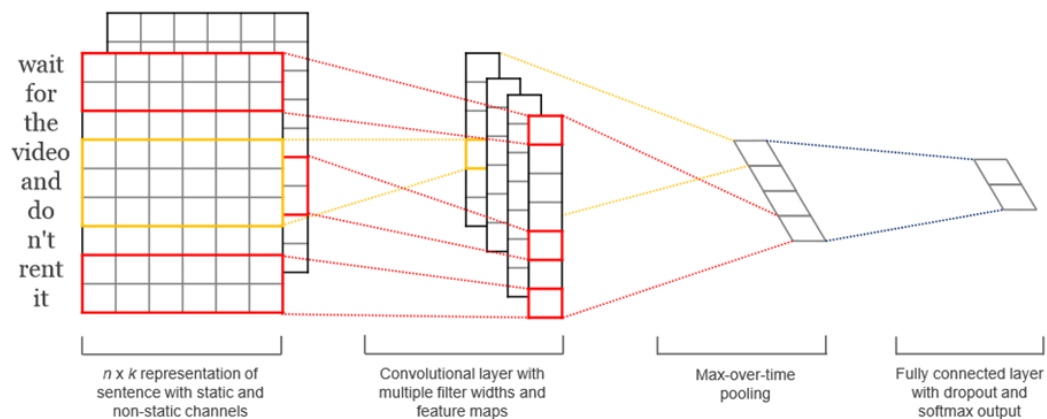 wait
for
the
video
and
do
n't
rent
it
n x k representation of
sentence with static and
non-static channels
Convolutional layer with
multiple filter widths and
feature maps
Max-over-time
pooling
Fully connected layer
with dropout and
softmax output